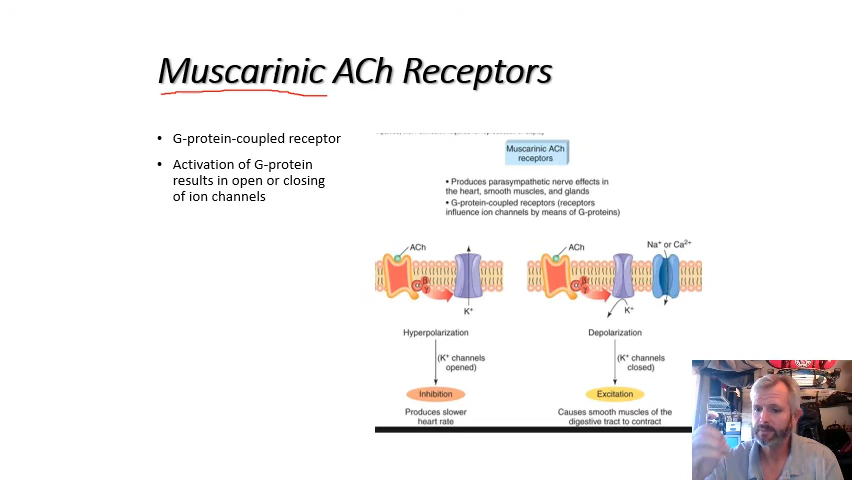 Muscarinic ACh Receptors
• G-protein-coupled receptor
• Activation of G-protein
results in open or closing
of ion channels
Muscarinic ACh
receptors
• Produces parasympathetic nerve effects in
the heart, smooth muscles, and glands
• G-protein-coupled receptors (receptors
influence ion channels by means of G-proteins)
ACh
β
γ
α
K⁺
Hyperpolarization
(K⁺ channels
opened)
Inhibition
Produces slower
heart rate
ACh
Na⁺ or Ca²⁺
β
γ
α
K⁺
Depolarization
(K⁺ channels
closed)
Excitation
Causes smooth muscles of the
digestive tract to contract